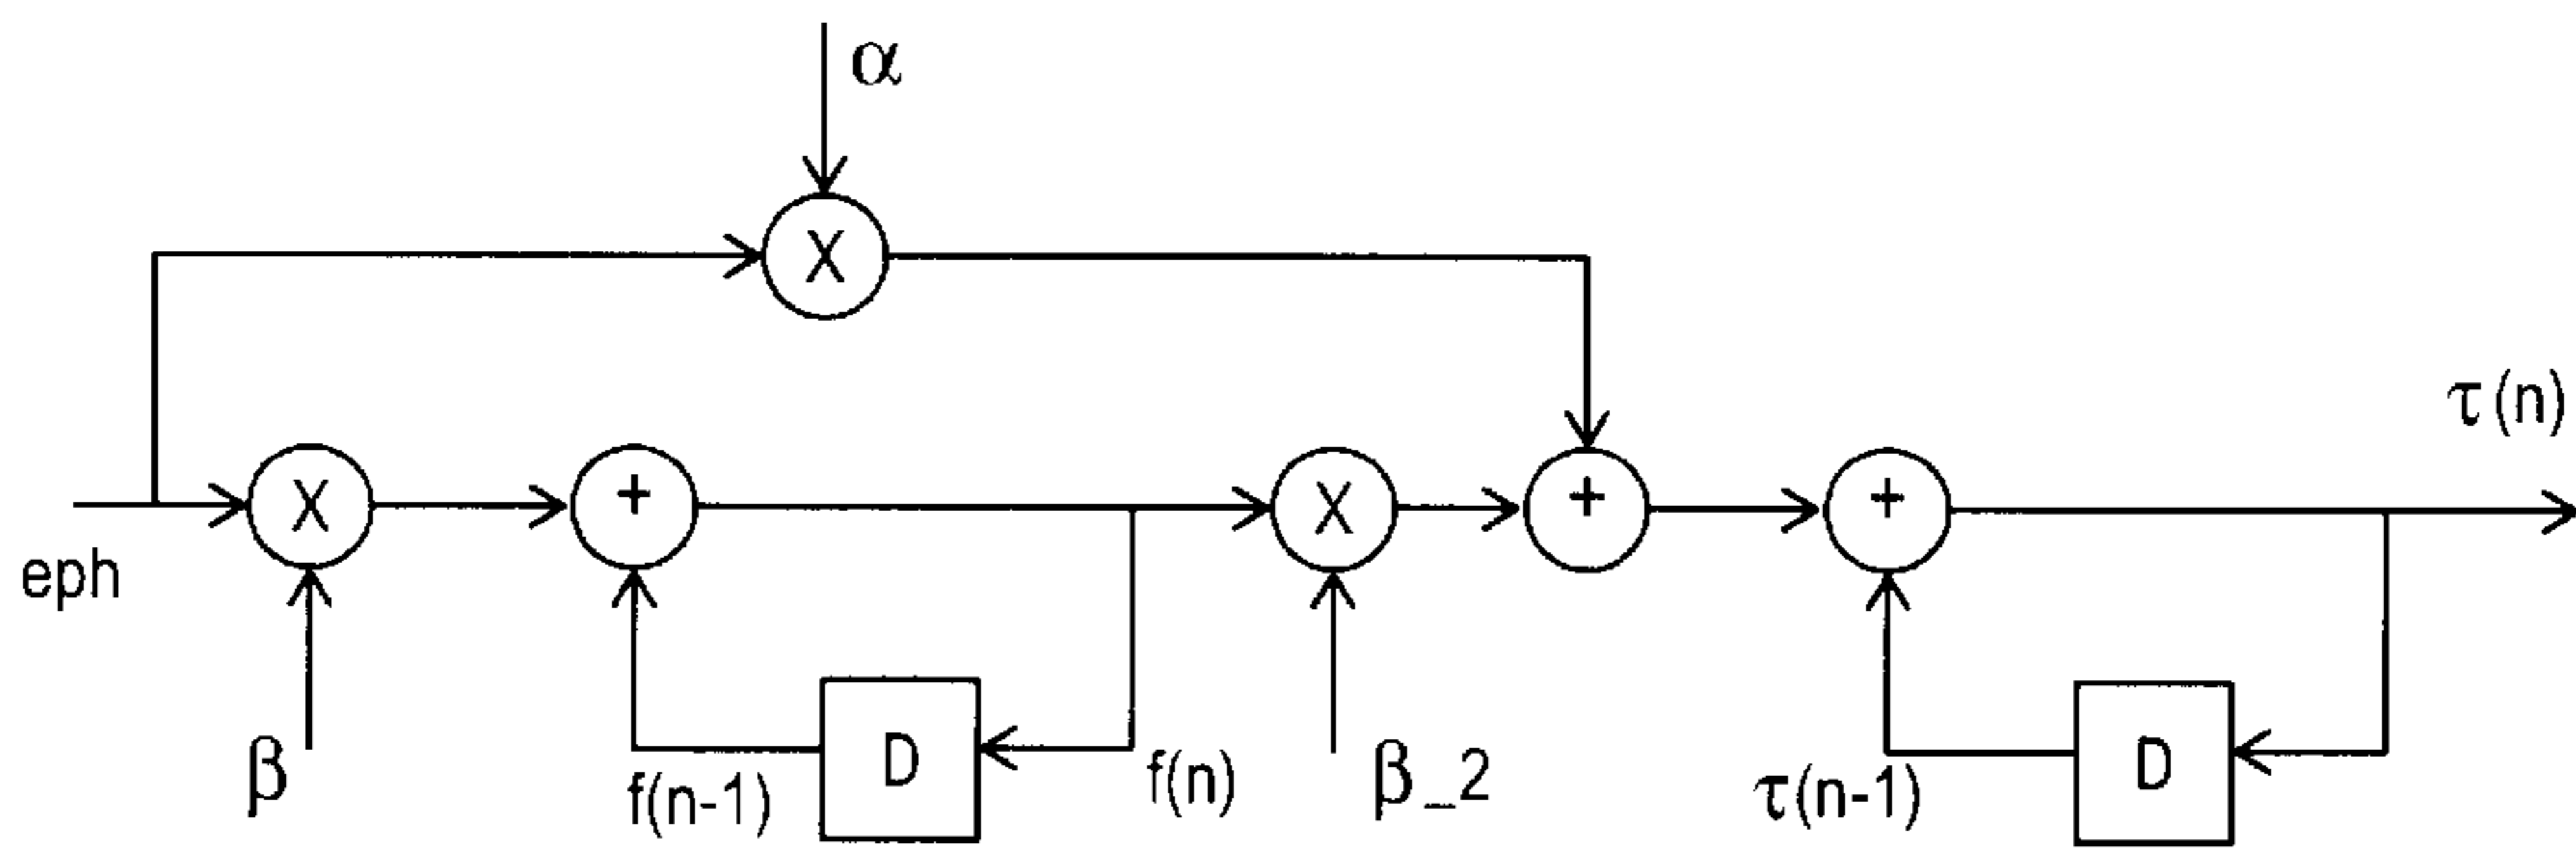 α
X
τ(n)
X
+
X
+
+
eph
β
f(n-1)
D
f(n)
β_2
τ(n-1)
D